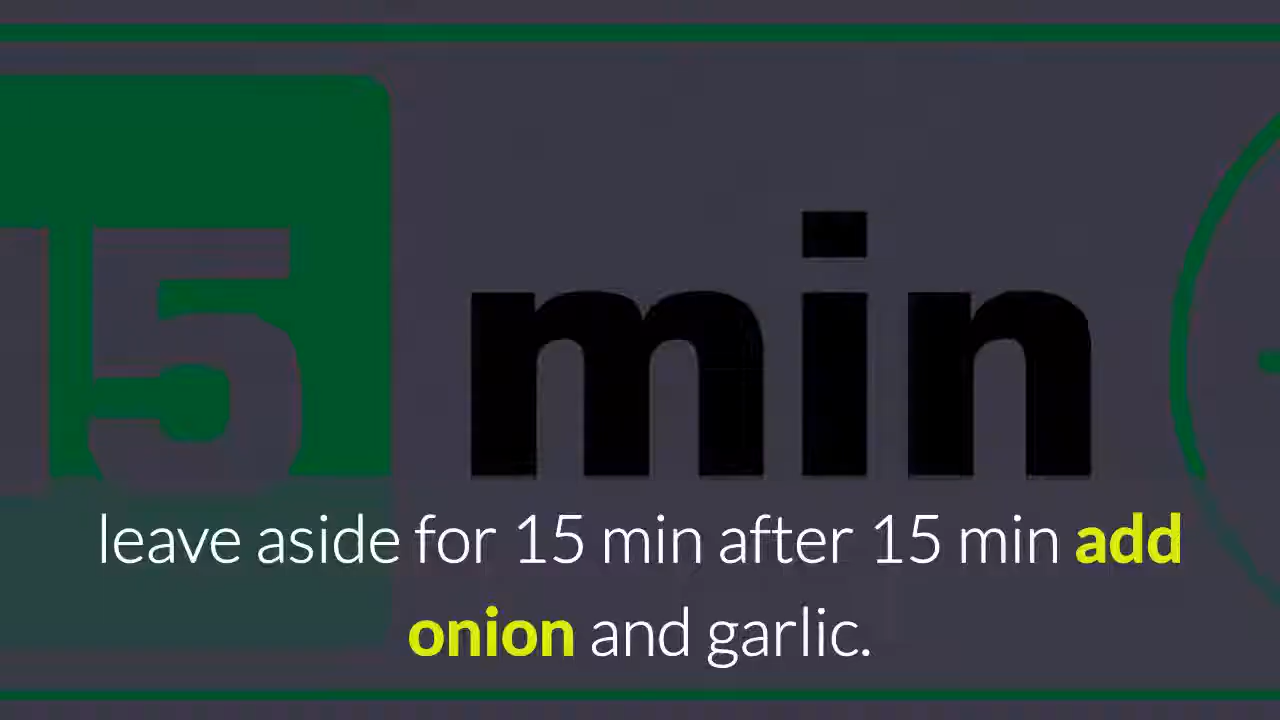 15 min
leave aside for 15 min after 15 min add
onion and garlic.